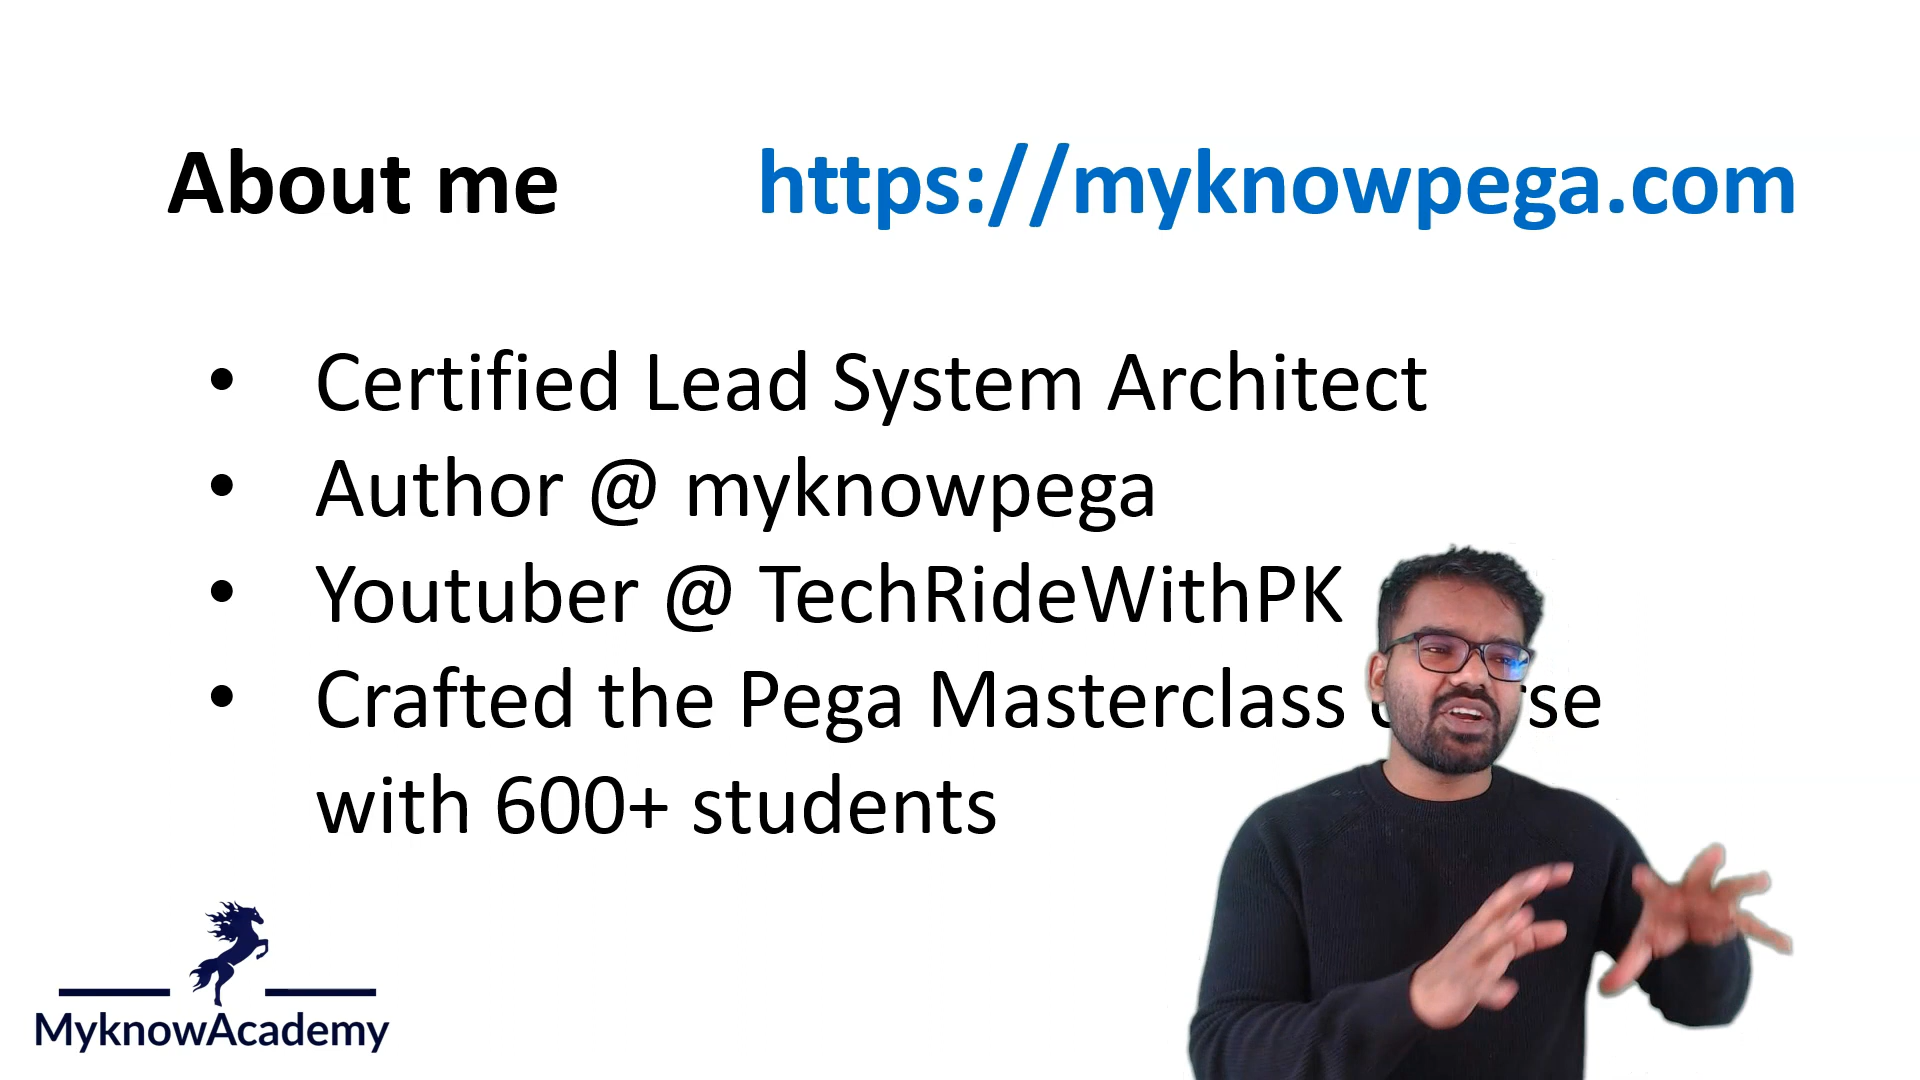 About me https://myknowpega.com
• Certified Lead System Architect
• Author @ myknowpega
• Youtuber @ TechRideWithPK
• Crafted the Pega Masterclass
with 600+ students
MyknowAcademy